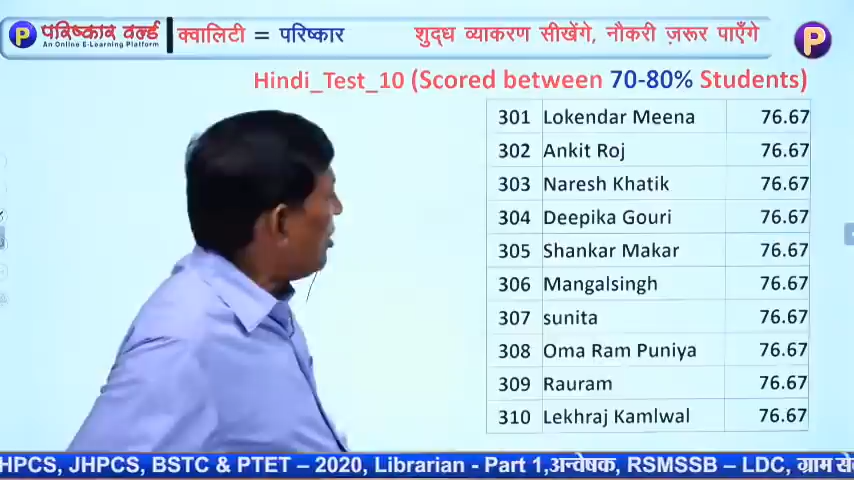 परिष्कार वर्ल्ड
An Online E-Learning Platform
क्वालिटी = परिष्कार
शुद्ध व्याकरण सीखेंगे, नौकरी ज़रूर पाएँगे
P
P
Hindi_Test_10 (Scored between 70-80% Students)
301 Lokendar Meena 76.67
302 Ankit Roj 76.67
303 Naresh Khatik 76.67
304 Deepika Gouri 76.67
305 Shankar Makar 76.67
306 Mangalsingh 76.67
307 sunita 76.67
308 Oma Ram Puniya 76.67
309 Rauram 76.67
310 Lekhraj Kamlwal 76.67
HPCS, JHPCS, BSTC & PTET – 2020, Librarian - Part 1,अन्वेषक, RSMSSB – LDC, ग्राम से